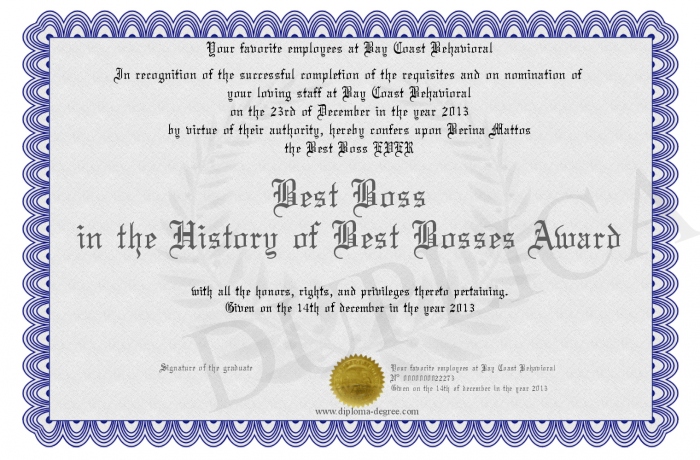 Your favorite employees at Bay Coast Behavioral
In recognition of the successful completion of the requisites and on nomination of
your loving staff at Bay Coast Behavioral
on the 23rd of December in the year 2013
by virtue of their authority, hereby confers upon Berina Mattos
the Best Boss EVER
Best Boss
in the History of Best Bosses Award
with all the honors, rights, and privileges thereto pertaining.
Given on the 14th of december in the year 2013
Signature of the graduate
Your favorite employees at Bay Coast Behavioral
Given on the 14th of december in the year 2013
www.diploma-degree.com
DUPLICA